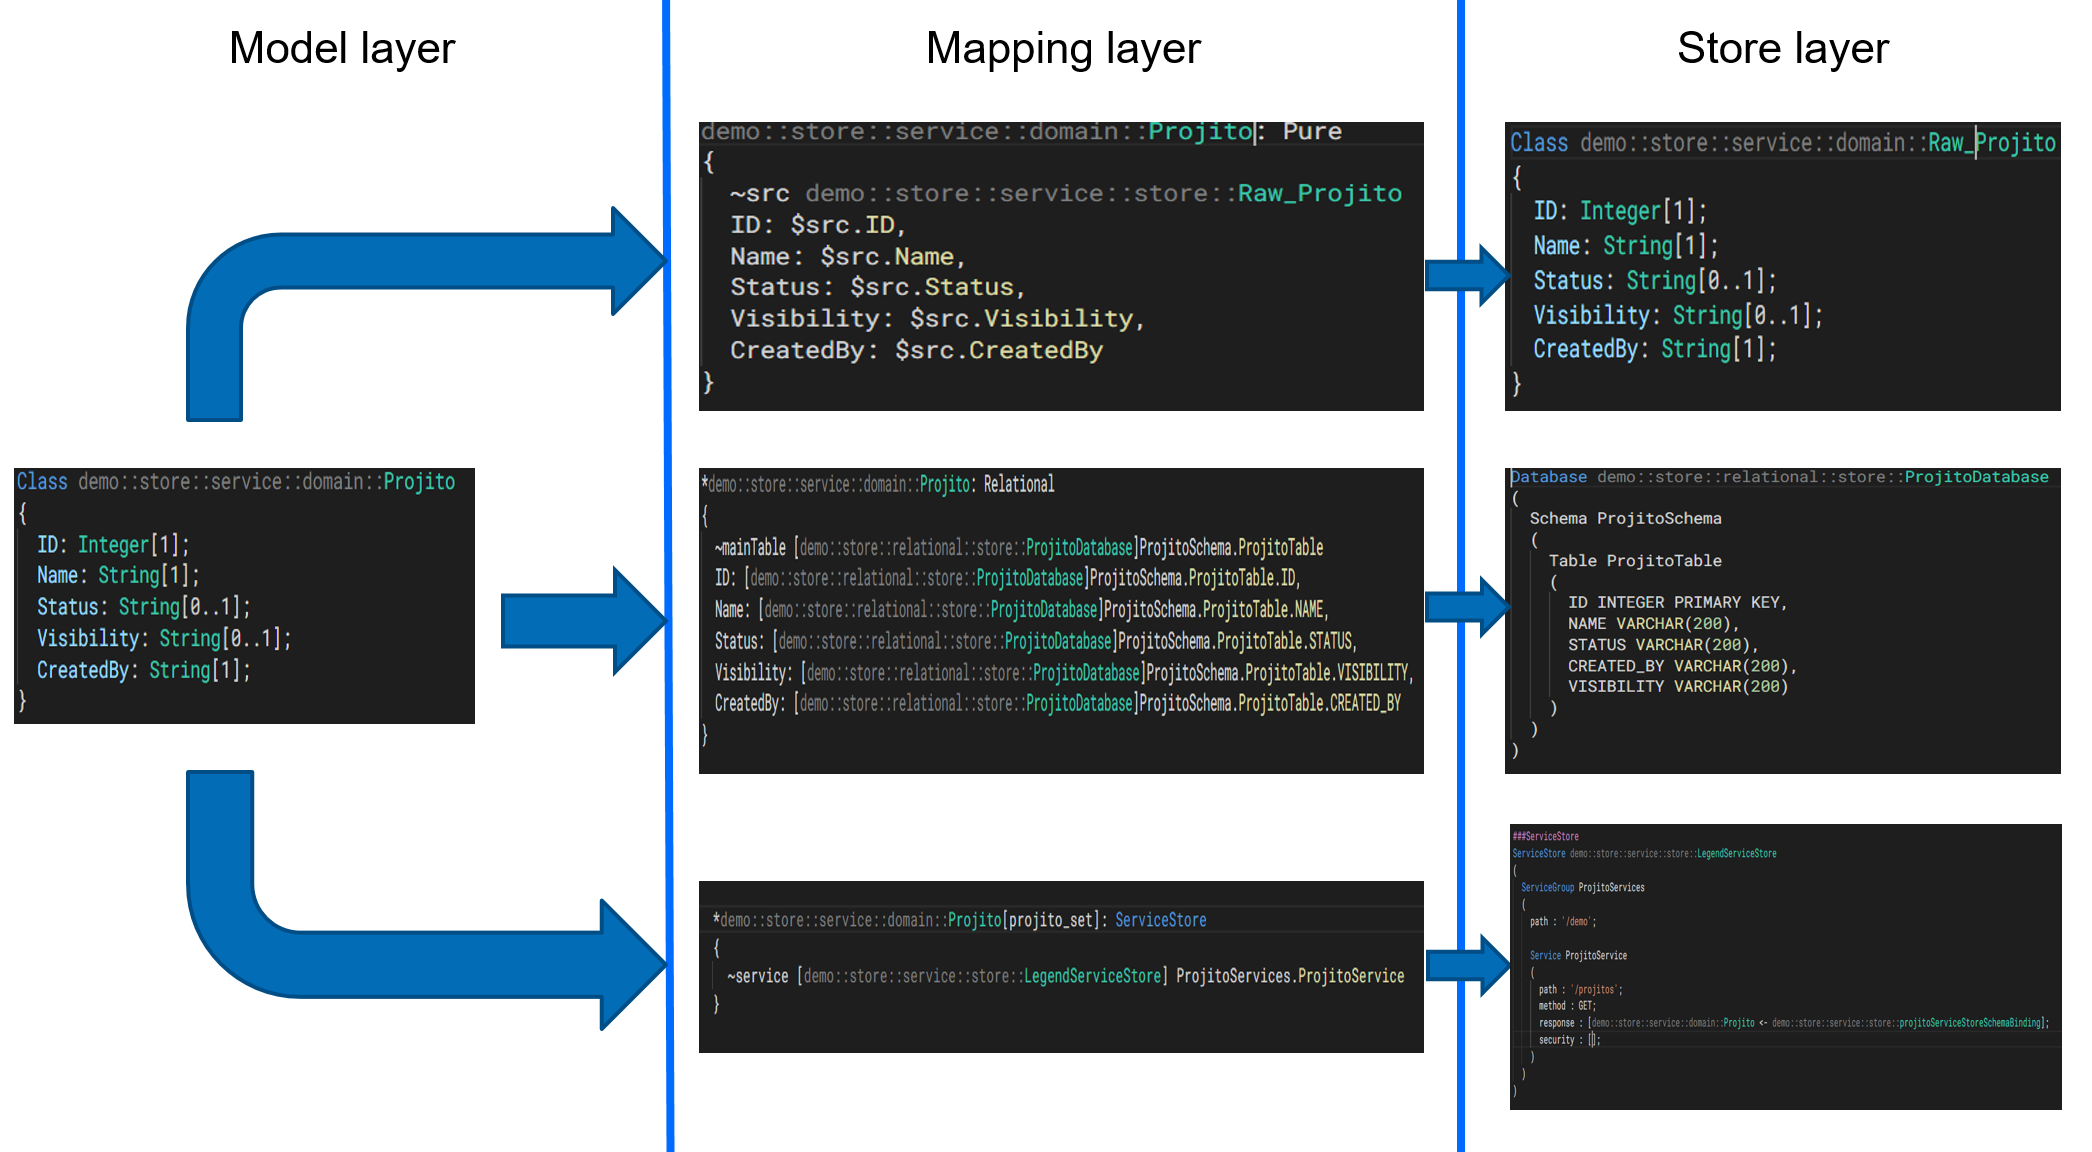 Model layer
Mapping layer
Store layer
Class demo::store::service::domain::Projito
{
ID: Integer[1];
Name: String[1];
Status: String[0..1];
Visibility: String[0..1];
CreatedBy: String[1];
}
demo::store::service::domain::Projito: Pure
{
~src demo::store::service::store::Raw_Projito
ID: $src.ID,
Name: $src.Name,
Status: $src.Status,
Visibility: $src.Visibility,
CreatedBy: $src.CreatedBy
}
Class demo::store::service::domain::Raw_Projito
{
ID: Integer[1];
Name: String[1];
Status: String[0..1];
Visibility: String[0..1];
CreatedBy: String[1];
}
*demo::store::service::domain::Projito: Relational
{
~mainTable [demo::store::relational::store::ProjitoDatabase]ProjitoSchema.ProjitoTable
ID: [demo::store::relational::store::ProjitoDatabase]ProjitoSchema.ProjitoTable.ID,
Name: [demo::store::relational::store::ProjitoDatabase]ProjitoSchema.ProjitoTable.NAME,
Status: [demo::store::relational::store::ProjitoDatabase]ProjitoSchema.ProjitoTable.STATUS,
Visibility: [demo::store::relational::store::ProjitoDatabase]ProjitoSchema.ProjitoTable.VISIBILITY,
CreatedBy: [demo::store::relational::store::ProjitoDatabase]ProjitoSchema.ProjitoTable.CREATED_BY
}
Database demo::store::relational::store::ProjitoDatabase
(
Schema ProjitoSchema
(
Table ProjitoTable
(
ID INTEGER PRIMARY KEY,
NAME VARCHAR(200),
STATUS VARCHAR(200),
CREATED_BY VARCHAR(200),
VISIBILITY VARCHAR(200)
)
)
)
*demo::store::service::domain::Projito[projito_set]: ServiceStore
{
~service [demo::store::service::store::LegendServiceStore] ProjitoServices.ProjitoService
}
###ServiceStore
ServiceStore demo::store::service::store::LegendServiceStore
(
ServiceGroup ProjitoServices
(
path : '/demo';
Service ProjitoService
(
path : '/projitos';
method : GET;
response : [demo::store::service::domain::Projito <- demo::store::service::store::projitoServiceStoreSchemaBinding];
security : [];
)
)
)